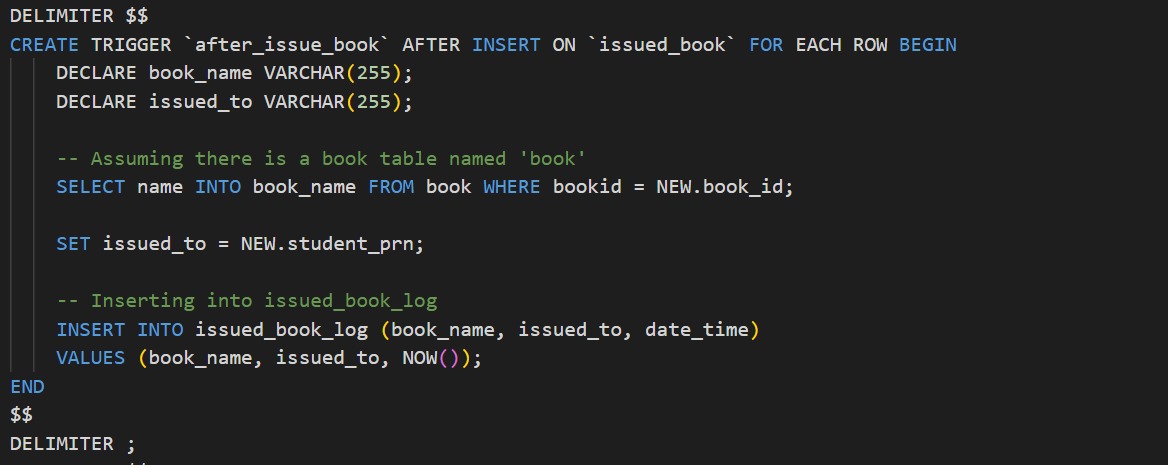 DELIMITER $$
CREATE TRIGGER `after_issue_book` AFTER INSERT ON `issued_book` FOR EACH ROW BEGIN
DECLARE book_name VARCHAR(255);
DECLARE issued_to VARCHAR(255);
-- Assuming there is a book table named 'book'
SELECT name INTO book_name FROM book WHERE bookid = NEW.book_id;
SET issued_to = NEW.student_prn;
-- Inserting into issued_book_log
INSERT INTO issued_book_log (book_name, issued_to, date_time)
VALUES (book_name, issued_to, NOW());
END
$$
DELIMITER ;